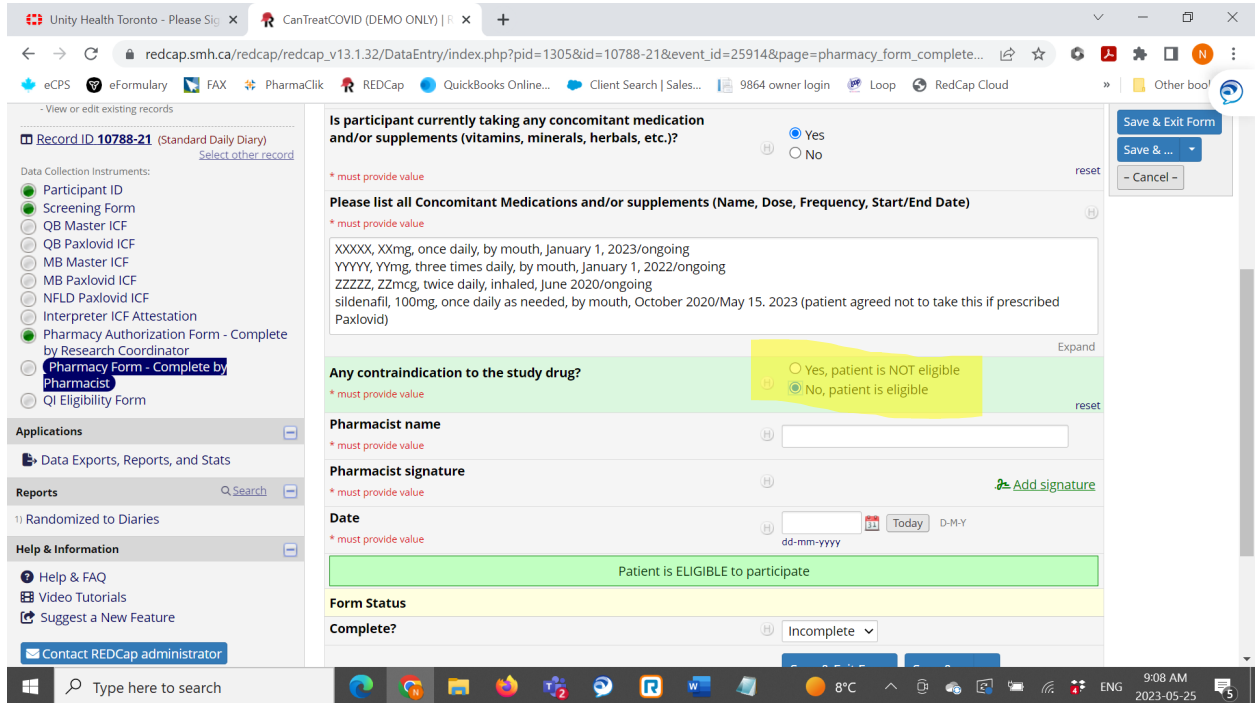 Unity Health Toronto - Please Sig
CanTreatCOVID (DEMO ONLY) | R
redcap.smh.ca/redcap/redcap_v13.1.32/DataEntry/index.php?pid=1305&id=10788-21&event_id=25914&page=pharmacy_form_complete...
N
eCPS
eFormulary
FAX
PharmaClik
REDCap
QuickBooks Online...
Client Search | Sales...
9864 owner login
Loop
RedCap Cloud
»
Other boo
- View or edit existing records
Record ID 10788-21 (Standard Daily Diary)
Select other record
Data Collection Instruments:
Participant ID
Screening Form
QB Master ICF
QB Paxlovid ICF
MB Master ICF
MB Paxlovid ICF
NFLD Paxlovid ICF
Interpreter ICF Attestation
Pharmacy Authorization Form - Complete
by Research Coordinator
Pharmacy Form - Complete by
Pharmacist
QI Eligibility Form
Applications
Data Exports, Reports, and Stats
Reports
Search
1) Randomized to Diaries
Help & Information
Help & FAQ
Video Tutorials
Suggest a New Feature
Contact REDCap administrator
Is participant currently taking any concomitant medication
and/or supplements (vitamins, minerals, herbals, etc.)?
* must provide value
H
Yes
No
reset
Please list all Concomitant Medications and/or supplements (Name, Dose, Frequency, Start/End Date)
* must provide value
H
XXXXX, XXmg, once daily, by mouth, January 1, 2023/ongoing
YYYYY, YYmg, three times daily, by mouth, January 1, 2022/ongoing
ZZZZZ, ZZmcg, twice daily, inhaled, June 2020/ongoing
sildenafil, 100mg, once daily as needed, by mouth, October 2020/May 15. 2023 (patient agreed not to take this if prescribed
Paxlovid)
Expand
Any contraindication to the study drug?
* must provide value
H
Yes, patient is NOT eligible
No, patient is eligible
reset
Pharmacist name
* must provide value
H
Pharmacist signature
* must provide value
H
Add signature
Date
* must provide value
H
31
Today
D-M-Y
dd-mm-yyyy
Patient is ELIGIBLE to participate
Form Status
Complete?
H
Incomplete
Save & Exit Form
Save & ...
– Cancel –
Type here to search
8°C
ENG
9:08 AM
2023-05-25
5